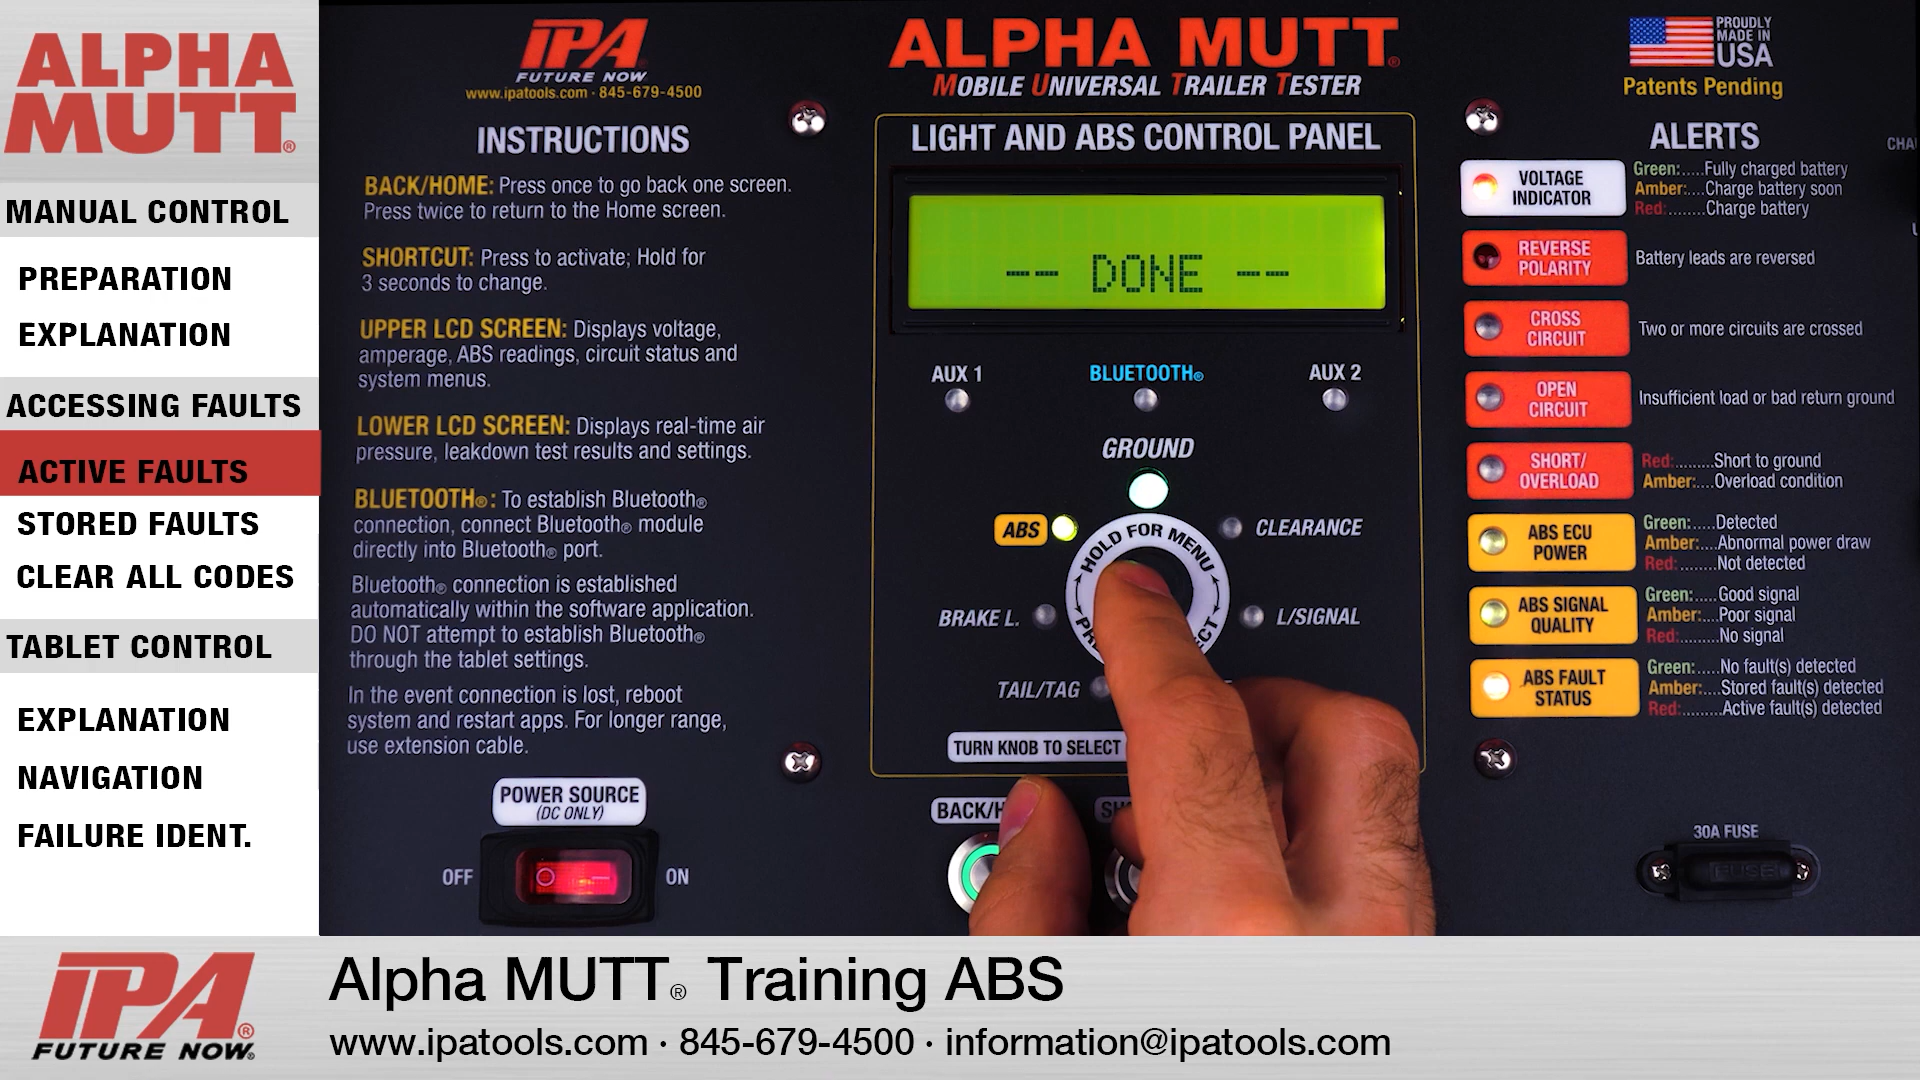 ALPHA
MUTT®
MANUAL CONTROL
PREPARATION
EXPLANATION
ACCESSING FAULTS
ACTIVE FAULTS
STORED FAULTS
CLEAR ALL CODES
TABLET CONTROL
EXPLANATION
NAVIGATION
FAILURE IDENT.
IPA
FUTURE NOW
www.ipatools.com · 845-679-4500
INSTRUCTIONS
BACK/HOME: Press once to go back one screen.
Press twice to return to the Home screen.
SHORTCUT: Press to activate; Hold for
3 seconds to change.
UPPER LCD SCREEN: Displays voltage,
amperage, ABS readings, circuit status and
system menus.
LOWER LCD SCREEN: Displays real-time air
pressure, leakdown test results and settings.
BLUETOOTH®: To establish Bluetooth®
connection, connect Bluetooth® module
directly into Bluetooth® port.
Bluetooth® connection is established
automatically within the software application.
DO NOT attempt to establish Bluetooth®
through the tablet settings.
In the event connection is lost, reboot
system and restart apps. For longer range,
use extension cable.
POWER SOURCE
(DC ONLY)
OFF ON
ALPHA MUTT®
MOBILE UNIVERSAL TRAILER TESTER
LIGHT AND ABS CONTROL PANEL
-- DONE --
AUX 1 BLUETOOTH® AUX 2
GROUND
ABS CLEARANCE
HOLD FOR MENU
BRAKE L. L/SIGNAL
TAIL/TAG
TURN KNOB TO SELECT
BACK/H
PROUDLY
MADE IN
USA
Patents Pending
ALERTS
VOLTAGE
INDICATOR
Green:.....Fully charged battery
Amber:....Charge battery soon
Red:........Charge battery
REVERSE
POLARITY
Battery leads are reversed
CROSS
CIRCUIT
Two or more circuits are crossed
OPEN
CIRCUIT
Insufficient load or bad return ground
SHORT/
OVERLOAD
Red:.........Short to ground
Amber:....Overload condition
ABS ECU
POWER
Green:.....Detected
Amber:....Abnormal power draw
Red:........Not detected
ABS SIGNAL
QUALITY
Green:.....Good signal
Amber:....Poor signal
Red:........No signal
ABS FAULT
STATUS
Green:.....No fault(s) detected
Amber:....Stored fault(s) detected
Red:.........Active fault(s) detected
30A FUSE
FUSE
IPA®
FUTURE NOW®
Alpha MUTT® Training ABS
www.ipatools.com · 845-679-4500 · information@ipatools.com